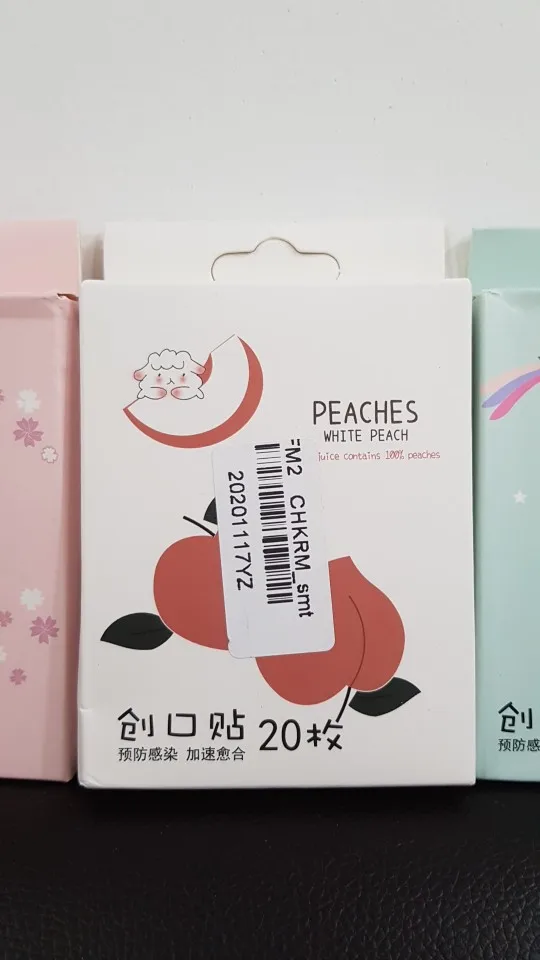 PEACHES
WHITE PEACH
juice contains 100% peaches
FM2 CHKRM_smt
20201117YZ
创口贴 20枚
预防感染 加速愈合
创
预防感